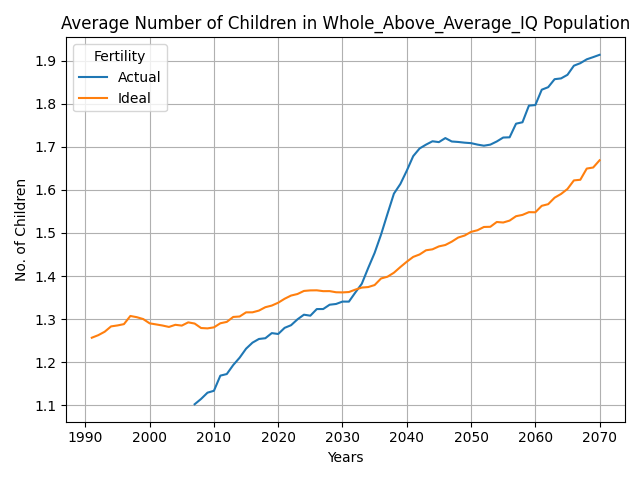 Average Number of Children in Whole_Above_Average_IQ Population
Fertility
Actual
Ideal
No. of Children
1.9
1.8
1.7
1.6
1.5
1.4
1.3
1.2
1.1
1990 2000 2010 2020 2030 2040 2050 2060 2070
Years